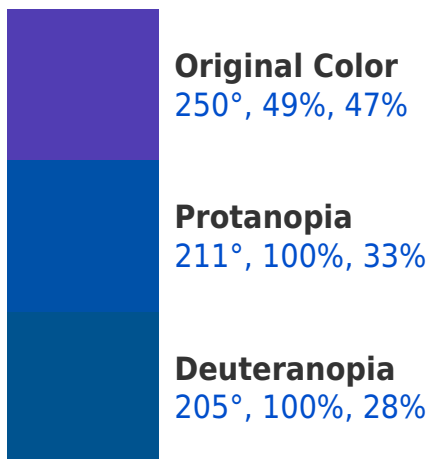 Original Color
250°, 49%, 47%
Protanopia
211°, 100%, 33%
Deuteranopia
205°, 100%, 28%